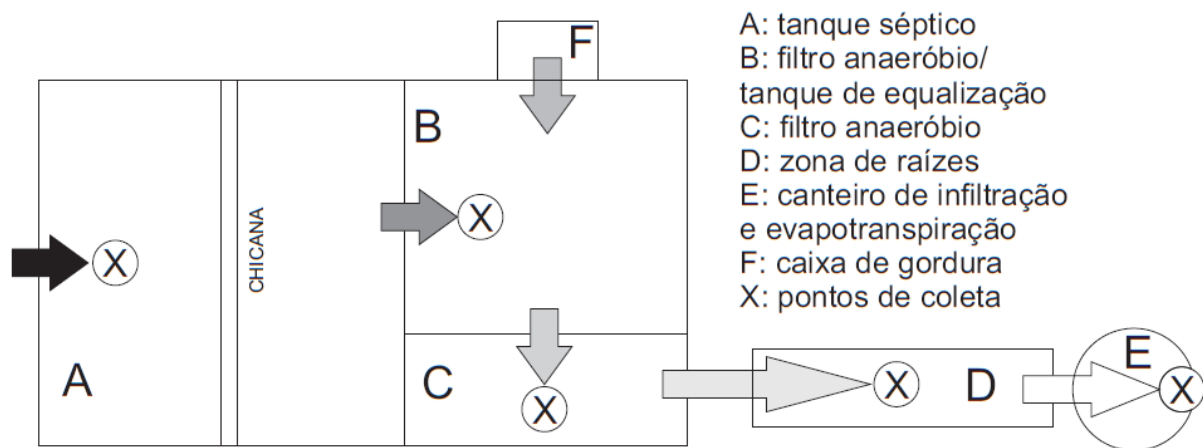 F
A: tanque séptico
B: filtro anaeróbio/
tanque de equalização
C: filtro anaeróbio
D: zona de raízes
E: canteiro de infiltração
e evapotranspiração
F: caixa de gordura
X: pontos de coleta
B
X
X
CHICANA
A
C
X
X
D
E
X